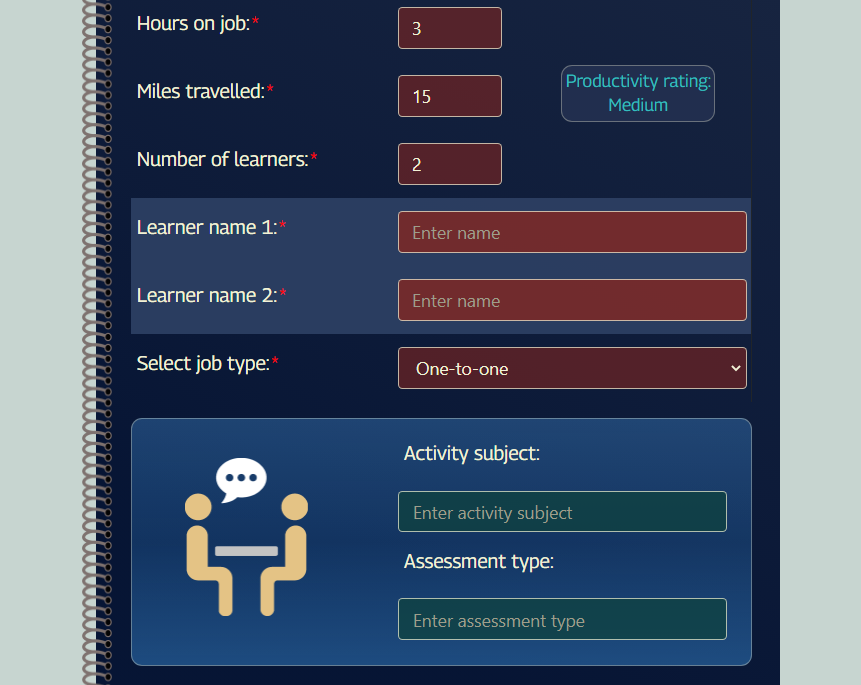 Hours on job:*
3
Miles travelled:*
15
Productivity rating:
Medium
Number of learners:*
2
Learner name 1:*
Enter name
Learner name 2:*
Enter name
Select job type:*
One-to-one
Activity subject:
Enter activity subject
Assessment type:
Enter assessment type